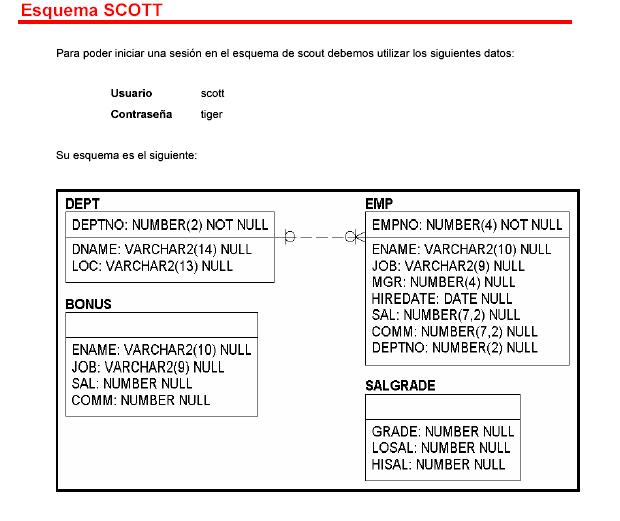 Esquema SCOTT
Para poder iniciar una sesión en el esquema de scout debemos utilizar los siguientes datos:
Usuario scott
Contraseña tiger
Su esquema es el siguiente:
DEPT
DEPTNO: NUMBER(2) NOT NULL
DNAME: VARCHAR2(14) NULL
LOC: VARCHAR2(13) NULL
EMP
EMPNO: NUMBER(4) NOT NULL
ENAME: VARCHAR2(10) NULL
JOB: VARCHAR2(9) NULL
MGR: NUMBER(4) NULL
HIREDATE: DATE NULL
SAL: NUMBER(7,2) NULL
COMM: NUMBER(7,2) NULL
DEPTNO: NUMBER(2) NULL
BONUS
ENAME: VARCHAR2(10) NULL
JOB: VARCHAR2(9) NULL
SAL: NUMBER NULL
COMM: NUMBER NULL
SALGRADE
GRADE: NUMBER NULL
LOSAL: NUMBER NULL
HISAL: NUMBER NULL